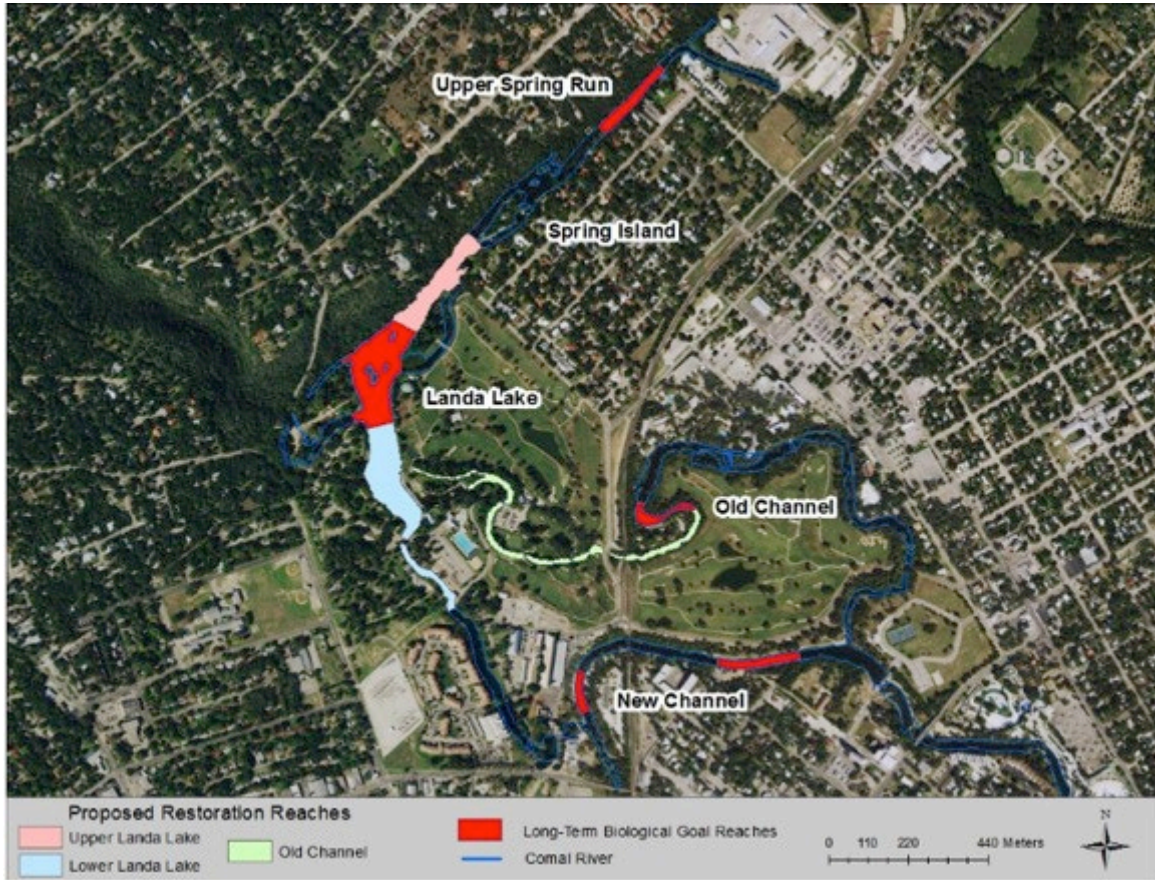 Upper Spring Run
Spring Island
Landa Lake
Old Channel
New Channel
Proposed Restoration Reaches
Upper Landa Lake
Lower Landa Lake
Old Channel
Long-Term Biological Goal Reaches
Comal River
N
0 110 220 440 Meters